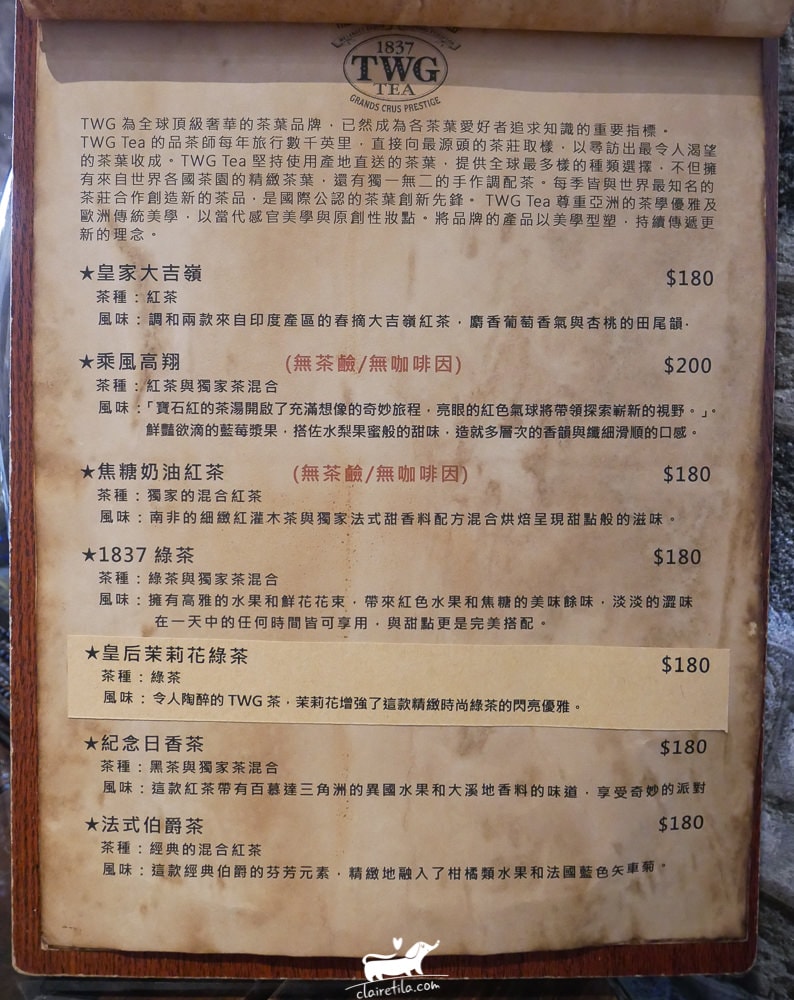 1837
TWG
TEA
GRANDS CRUS PRESTIGE
TWG 為全球頂級奢華的茶葉品牌，已然成為各茶葉愛好者追求知識的重要指標。
TWG Tea 的品茶師每年旅行數千英里，直接向最源頭的茶莊取樣，以尋訪出最令人渴望
的茶葉收成。TWG Tea 堅持使用產地直送的茶葉，提供全球最多樣的種類選擇，不但擁
有來自世界各國茶園的精緻茶葉，還有獨一無二的手作調配茶。每季皆與世界最知名的
茶莊合作創造新的茶品，是國際公認的茶葉創新先鋒。TWG Tea 尊重亞洲的茶學優雅及
歐洲傳統美學，以當代感官美學與原創性妝點。將品牌的產品以美學型塑，持續傳遞更
新的理念。
★皇家大吉嶺 $180
茶種：紅茶
風味：調和兩款來自印度產區的春摘大吉嶺紅茶，麝香葡萄香氣與杏桃的田尾韻.
★乘風高翔 (無茶鹼/無咖啡因) $200
茶種：紅茶與獨家茶混合
風味：「寶石紅的茶湯開啟了充滿想像的奇妙旅程，亮眼的紅色氣球將帶領探索嶄新的視野。」。
鮮豔欲滴的藍莓漿果，搭佐水梨果蜜般的甜味，造就多層次的香韻與纖細滑順的口感。
★焦糖奶油紅茶 (無茶鹼/無咖啡因) $180
茶種：獨家的混合紅茶
風味：南非的細緻紅灌木茶與獨家法式甜香料配方混合烘焙呈現甜點般的滋味。
★1837 綠茶 $180
茶種：綠茶與獨家茶混合
風味：擁有高雅的水果和鮮花花束，帶來紅色水果和焦糖的美味餘味，淡淡的澀味
在一天中的任何時間皆可享用，與甜點更是完美搭配。
★皇后茉莉花綠茶 $180
茶種：綠茶
風味：令人陶醉的 TWG 茶，茉莉花增強了這款精緻時尚綠茶的閃亮優雅。
★紀念日香茶 $180
茶種：黑茶與獨家茶混合
風味：這款紅茶帶有百慕達三角洲的異國水果和大溪地香料的味道，享受奇妙的派對
★法式伯爵茶 $180
茶種：經典的混合紅茶
風味：這款經典伯爵的芬芳元素，精緻地融入了柑橘類水果和法國藍色矢車菊。
clairetila.com